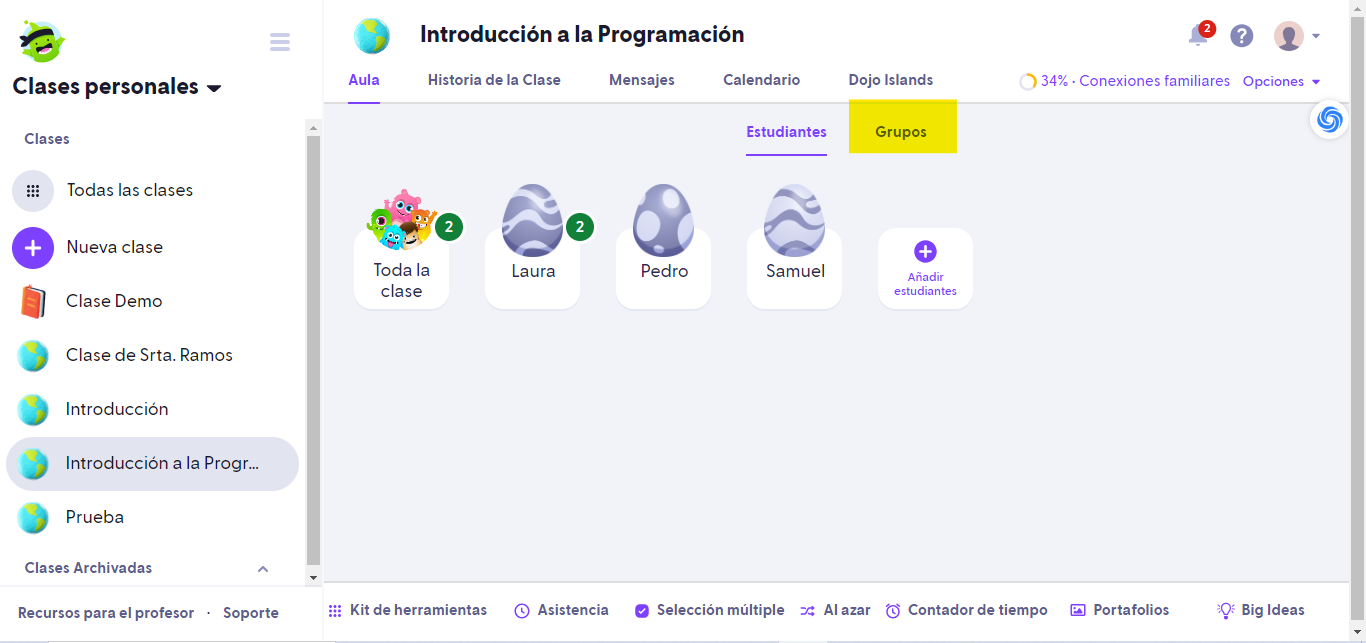 Clases personales
Clases
Todas las clases
Nueva clase
Clase Demo
Clase de Srta. Ramos
Introducción
Introducción a la Progr...
Prueba
Clases Archivadas
Recursos para el profesor · Soporte
Introducción a la Programación
2
?
Aula
Historia de la Clase
Mensajes
Calendario
Dojo Islands
34% · Conexiones familiares
Opciones
Estudiantes
Grupos
2
Toda la
clase
2
Laura
Pedro
Samuel
Añadir
estudiantes
Kit de herramientas
Asistencia
Selección múltiple
Al azar
Contador de tiempo
Portafolios
Big Ideas